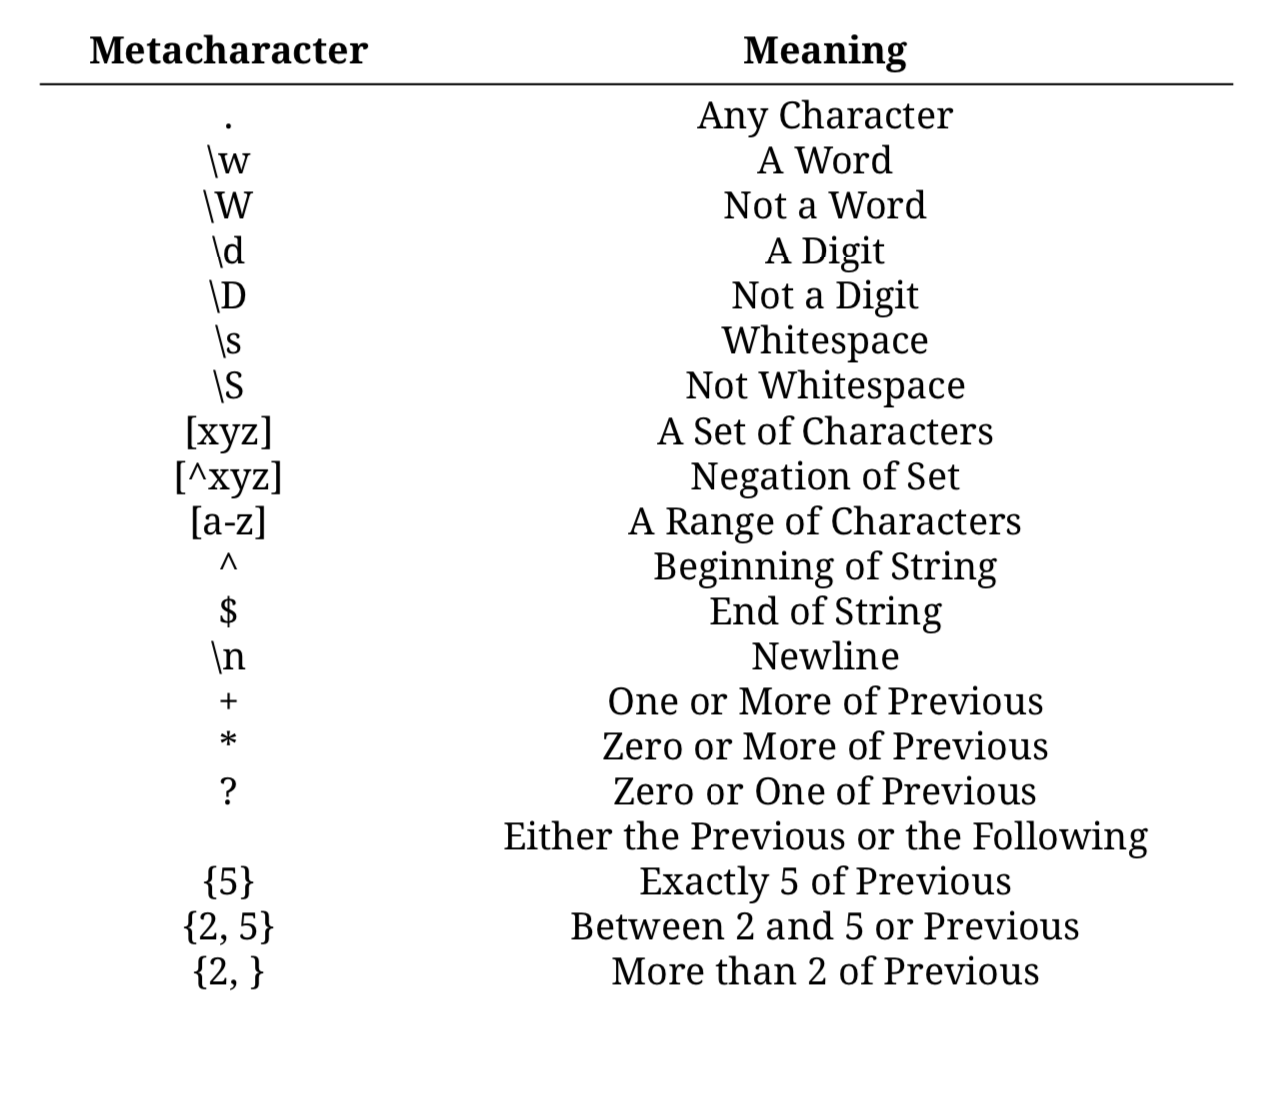 Metacharacter Meaning
. Any Character
\w A Word
\W Not a Word
\d A Digit
\D Not a Digit
\s Whitespace
\S Not Whitespace
[xyz] A Set of Characters
[^xyz] Negation of Set
[a-z] A Range of Characters
^ Beginning of String
$ End of String
\n Newline
+ One or More of Previous
* Zero or More of Previous
? Zero or One of Previous
Either the Previous or the Following
{5} Exactly 5 of Previous
{2, 5} Between 2 and 5 or Previous
{2, } More than 2 of Previous